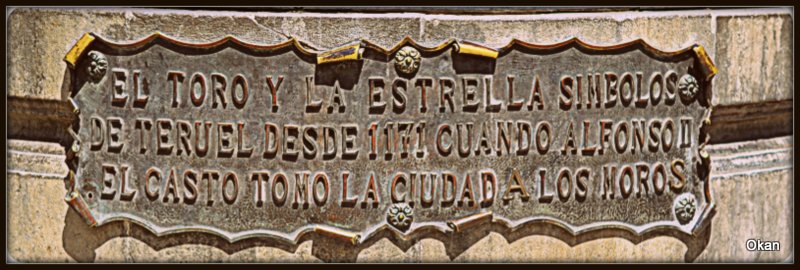 EL TORO Y LA ESTRELLA SIMBOLOS
DE TERUEL DESDE 1171 CUANDO ALFONSO II
EL CASTO TOMO LA CIUDAD A LOS MOROS
Okan